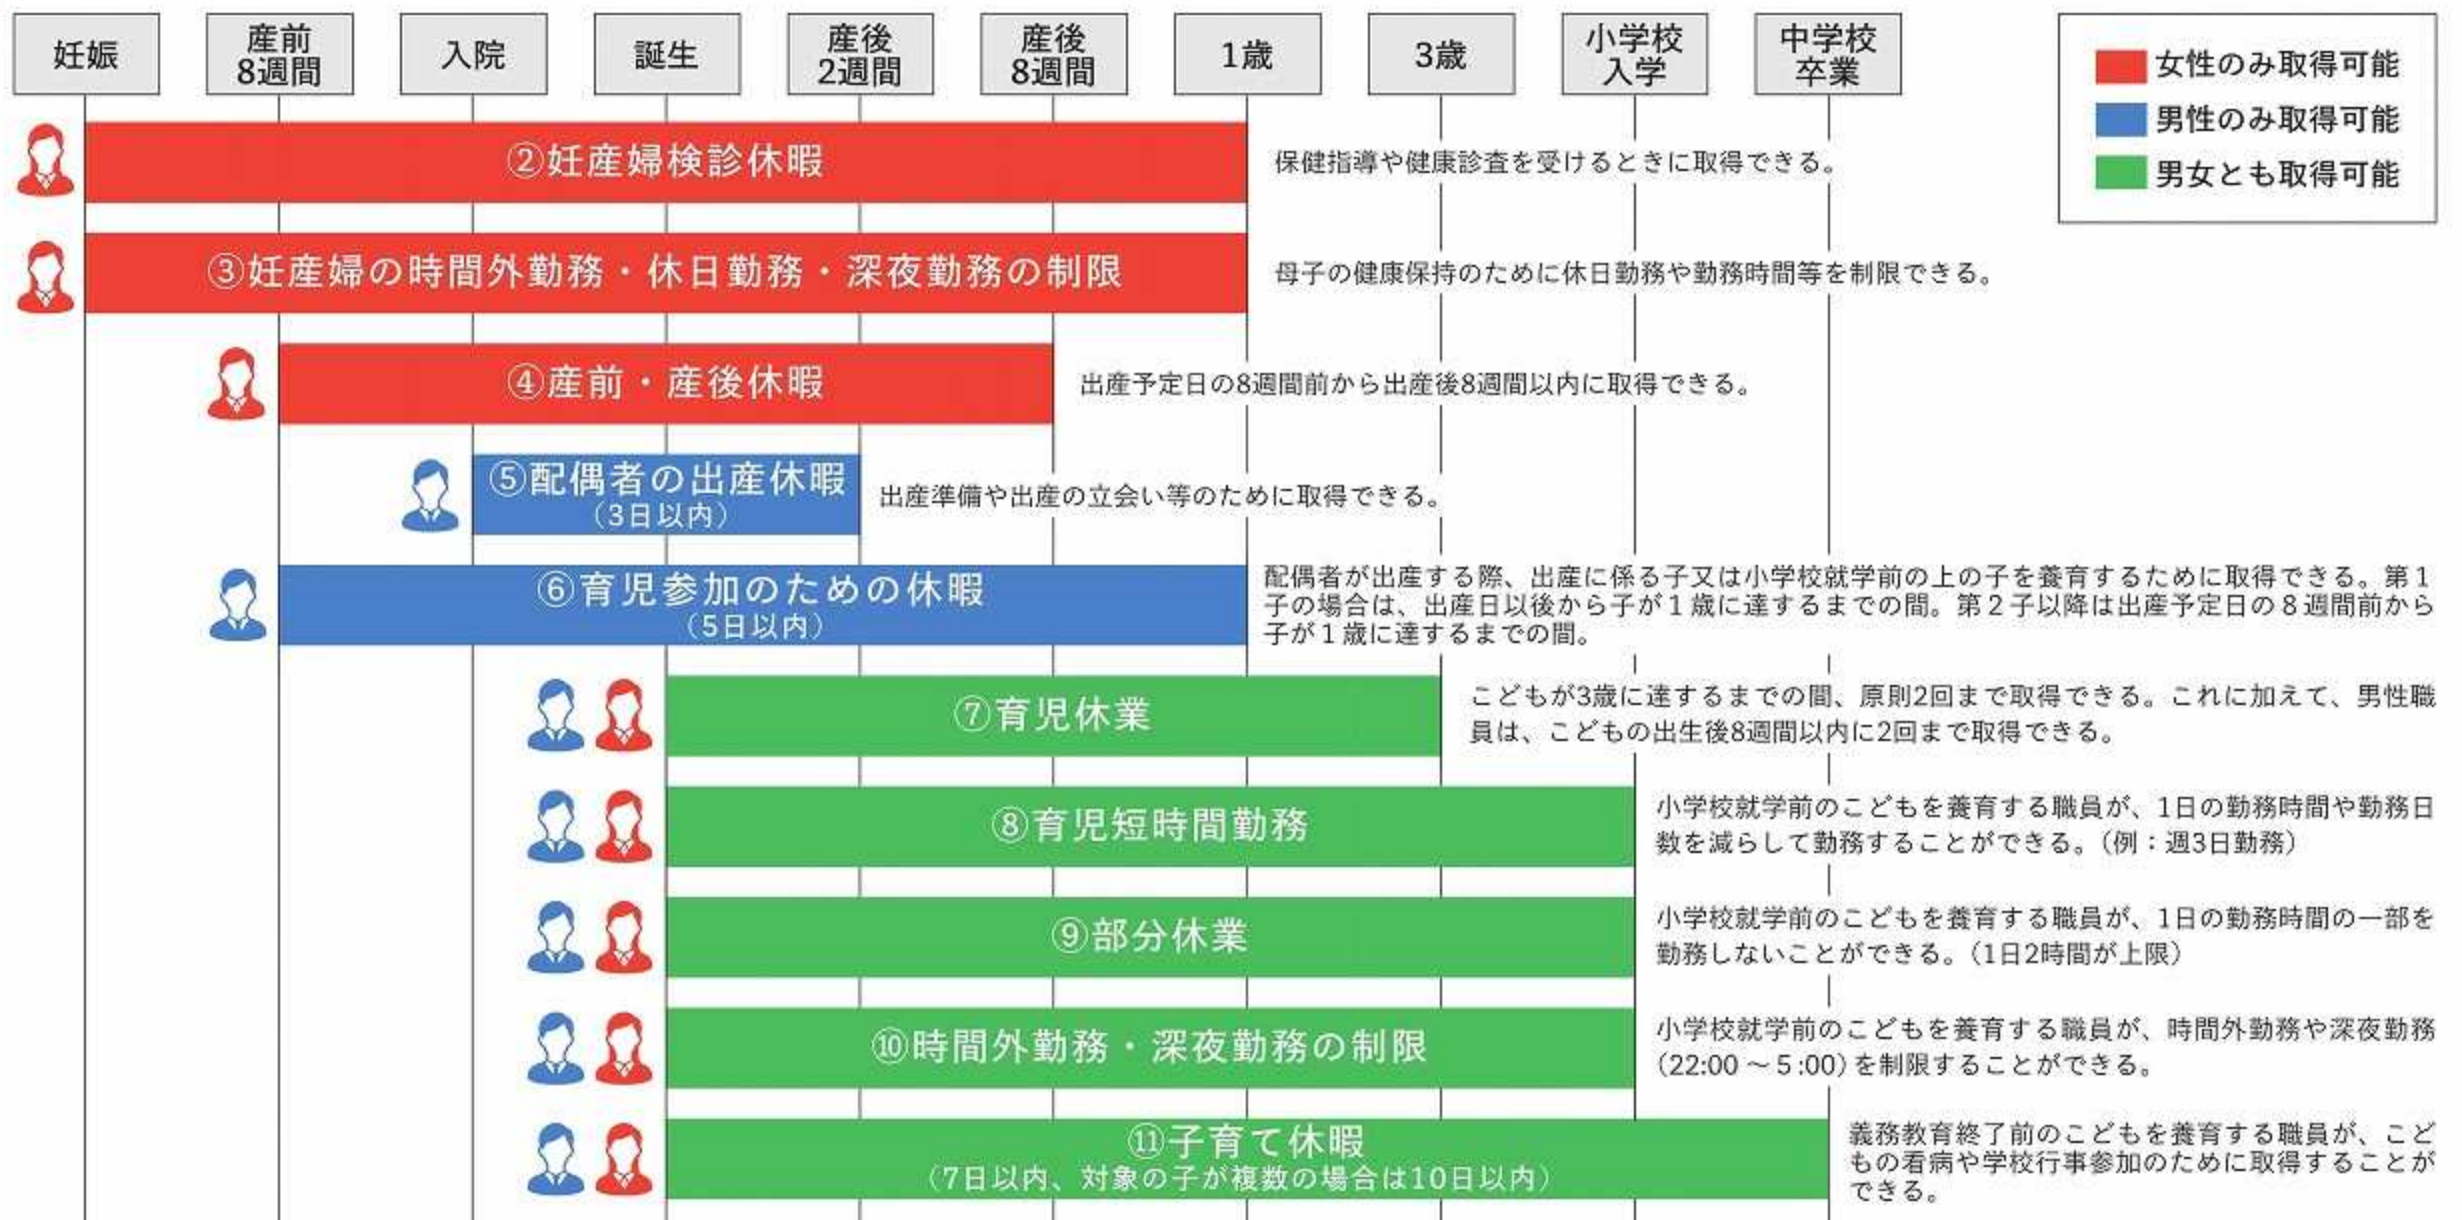 妊娠
産前
8週間
入院
誕生
産後
2週間
産後
8週間
1歳
3歳
小学校
入学
中学校
卒業
女性のみ取得可能
男性のみ取得可能
男女とも取得可能
②妊産婦検診休暇
保健指導や健康診査を受けるときに取得できる。
③妊産婦の時間外勤務・休日勤務・深夜勤務の制限
母子の健康保持のために休日勤務や勤務時間等を制限できる。
④産前・産後休暇
出産予定日の8週間前から出産後8週間以内に取得できる。
⑤配偶者の出産休暇
（3日以内）
出産準備や出産の立会い等のために取得できる。
⑥育児参加のための休暇
（5日以内）
配偶者が出産する際、出産に係る子又は小学校就学前の上の子を養育するために取得できる。第１
子の場合は、出産日以後から子が１歳に達するまでの間。第２子以降は出産予定日の８週間前から
子が１歳に達するまでの間。
⑦育児休業
こどもが3歳に達するまでの間、原則2回まで取得できる。これに加えて、男性職
員は、こどもの出生後8週間以内に2回まで取得できる。
⑧育児短時間勤務
小学校就学前のこどもを養育する職員が、1日の勤務時間や勤務日
数を減らして勤務することができる。（例：週3日勤務）
⑨部分休業
小学校就学前のこどもを養育する職員が、1日の勤務時間の一部を
勤務しないことができる。（1日2時間が上限）
⑩時間外勤務・深夜勤務の制限
小学校就学前のこどもを養育する職員が、時間外勤務や深夜勤務
(22:00～5:00)を制限することができる。
⑪子育て休暇
（7日以内、対象の子が複数の場合は10日以内）
義務教育終了前のこどもを養育する職員が、こど
もの看病や学校行事参加のために取得することが
できる。